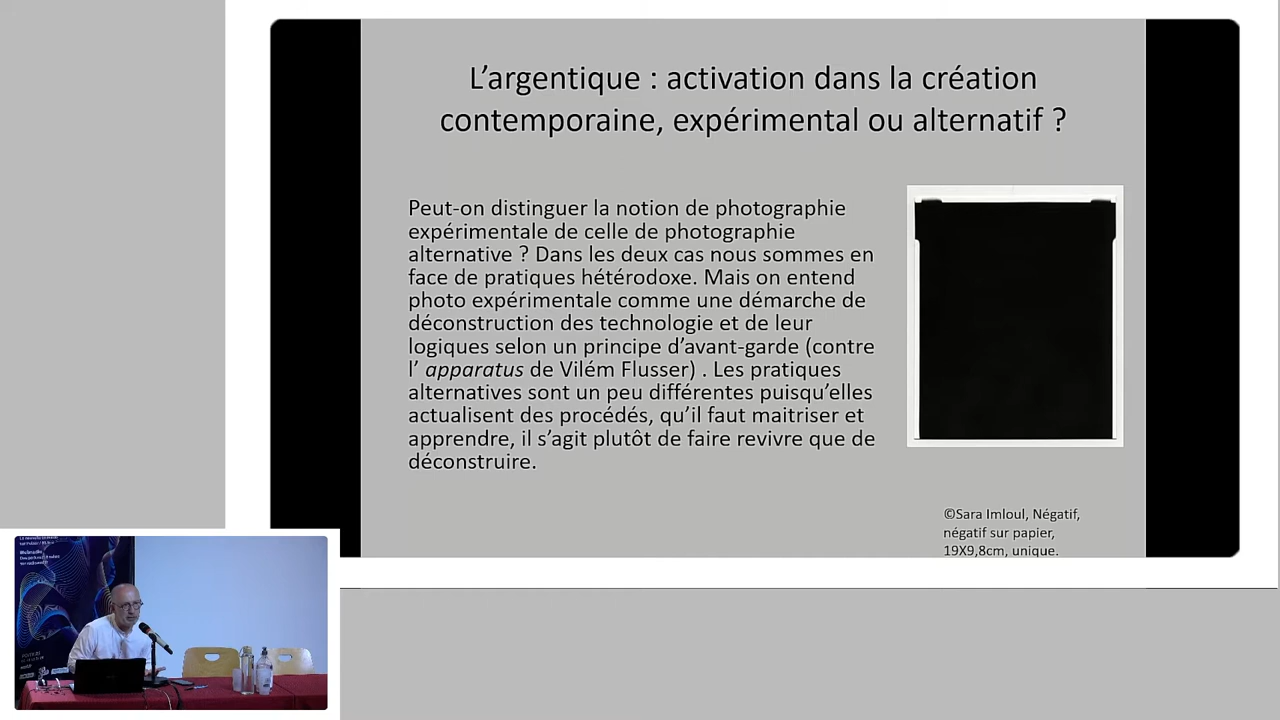 L’argentique : activation dans la création
contemporaine, expérimental ou alternatif ?
Peut-on distinguer la notion de photographie
expérimentale de celle de photographie
alternative ? Dans les deux cas nous sommes en
face de pratiques hétérodoxe. Mais on entend
photo expérimentale comme une démarche de
déconstruction des technologie et de leur
logiques selon un principe d’avant-garde (contre
l’ apparatus de Vilém Flusser) . Les pratiques
alternatives sont un peu différentes puisqu’elles
actualisent des procédés, qu’il faut maitriser et
apprendre, il s’agit plutôt de faire revivre que de
déconstruire.
©Sara Imloul, Négatif,
négatif sur papier,
19X9,8cm, unique.